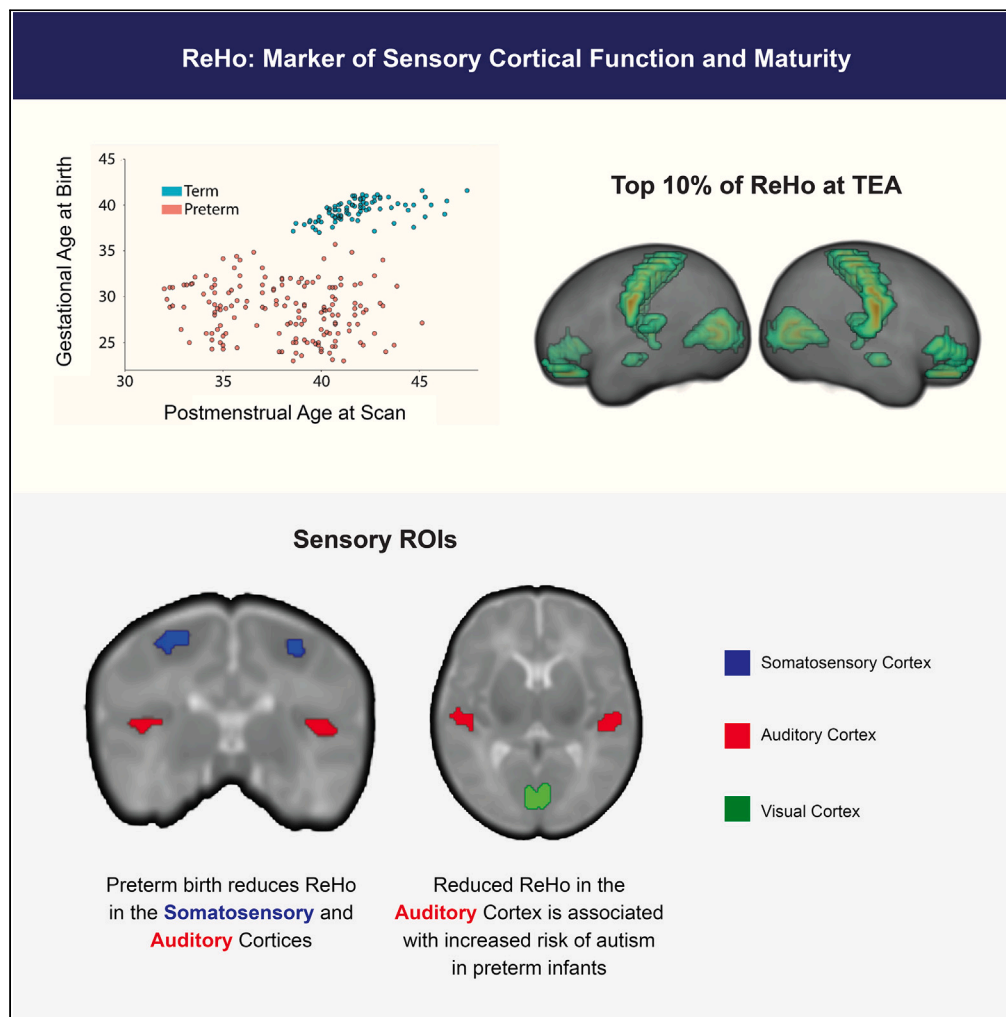 ReHo: Marker of Sensory Cortical Function and Maturity
Gestational Age at Birth
45
40
35
30
25
Term
Preterm
30
35
40
45
Postmenstrual Age at Scan
Top 10% of ReHo at TEA
Sensory ROIs
Somatosensory Cortex
Auditory Cortex
Visual Cortex
Preterm birth reduces ReHo
in the Somatosensory and
Auditory Cortices
Reduced ReHo in the
Auditory Cortex is associated
with increased risk of autism
in preterm infants